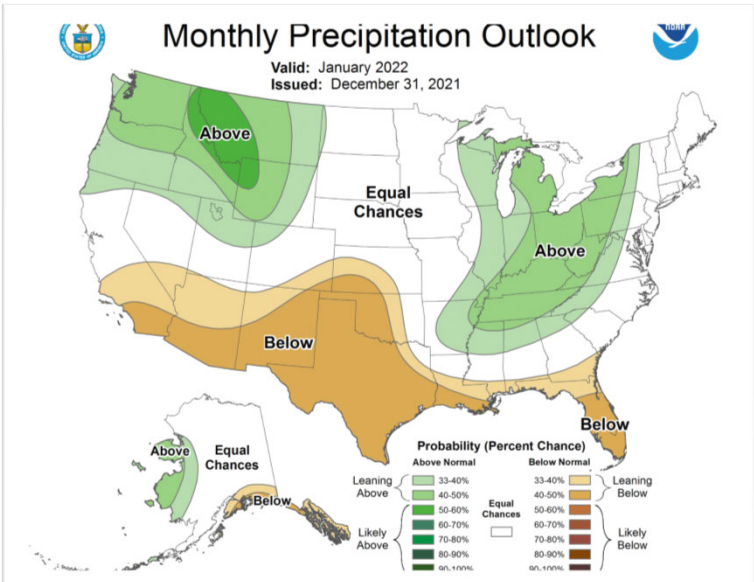 Monthly Precipitation Outlook
Valid: January 2022
Issued: December 31, 2021
Above
Equal
Chances
Above
Below
Below
Above
Equal
Chances
Below
Probability (Percent Chance)
Above Normal
Below Normal
Leaning
Above
33-40%
40-50%
50-60%
60-70%
70-80%
80-90%
90-100%
Likely
Above
Equal
Chances
33-40%
40-50%
50-60%
60-70%
70-80%
80-90%
90-100%
Leaning
Below
Likely
Below